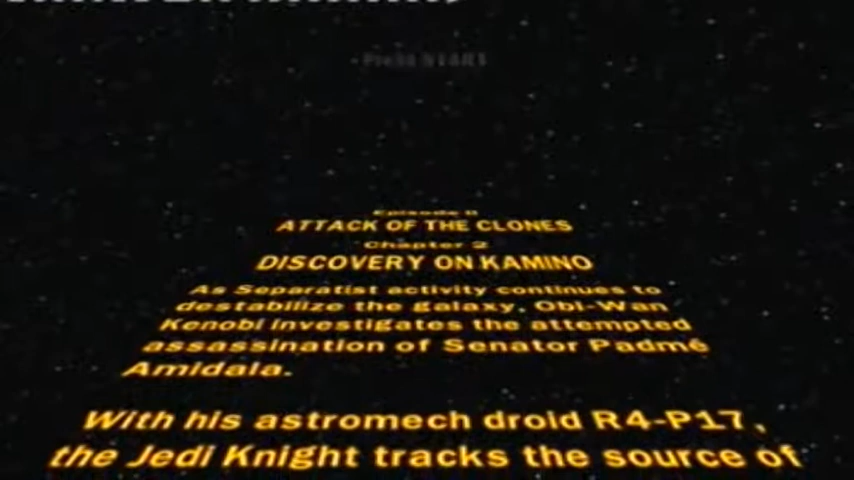 Press START
Episode II
ATTACK OF THE CLONES
Chapter 2
DISCOVERY ON KAMINO
As Separatist activity continues to
destabilize the galaxy, Obi-Wan
Kenobi investigates the attempted
assassination of Senator Padmé
Amidala.
With his astromech droid R4-P17,
the Jedi Knight tracks the source of